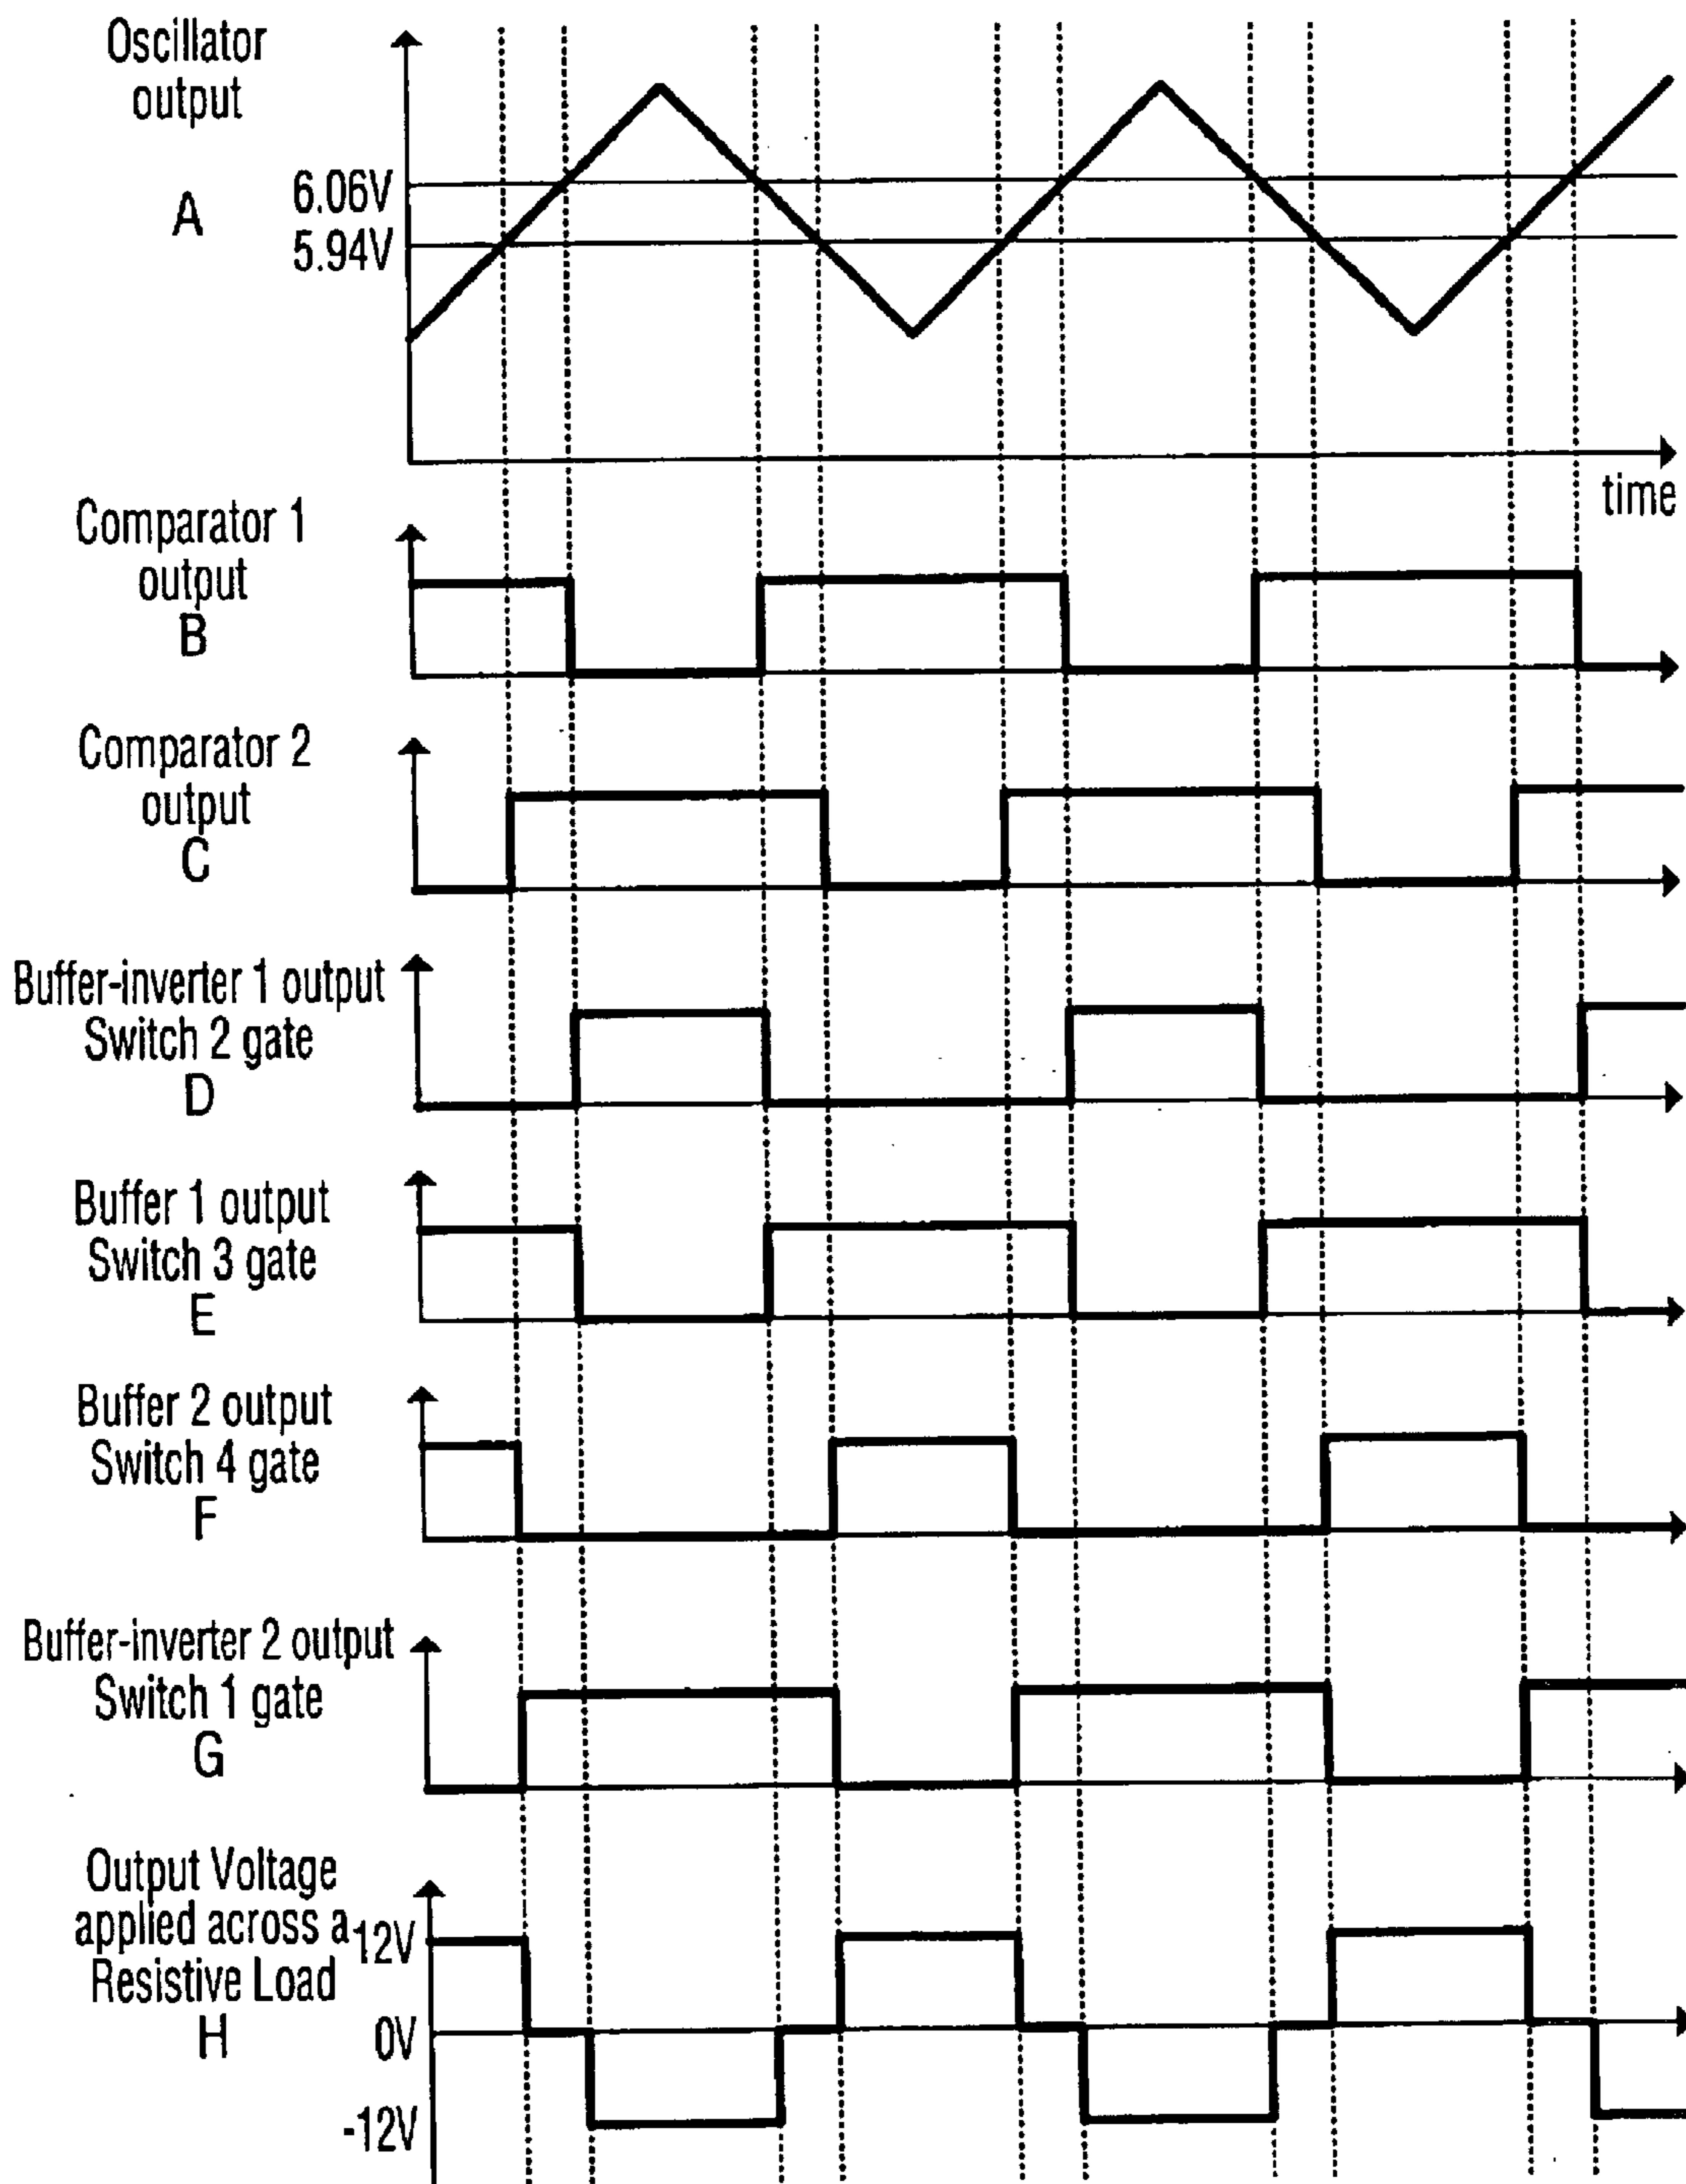 Oscillator
output
A
6.06V
5.94V
time
Comparator 1
output
B
Comparator 2
output
C
Buffer-inverter 1 output
Switch 2 gate
D
Buffer 1 output
Switch 3 gate
E
Buffer 2 output
Switch 4 gate
F
Buffer-inverter 2 output
Switch 1 gate
G
Output Voltage
applied across a
Resistive Load
H
12V
0V
-12V